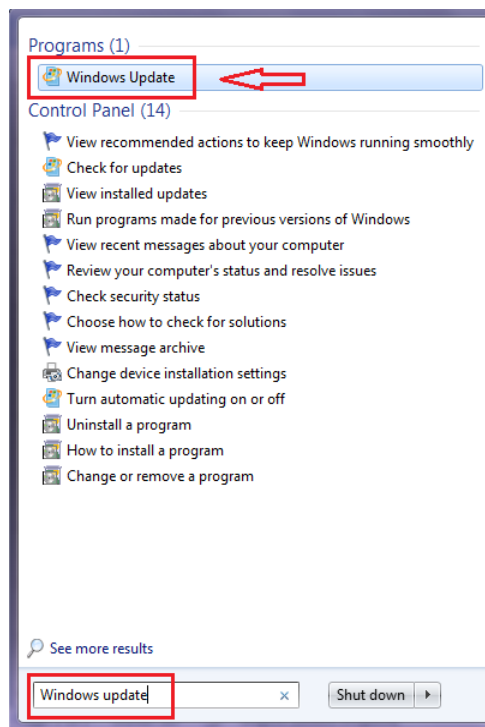 Programs (1)
Windows Update
Control Panel (14)
View recommended actions to keep Windows running smoothly
Check for updates
View installed updates
Run programs made for previous versions of Windows
View recent messages about your computer
Review your computer's status and resolve issues
Check security status
Choose how to check for solutions
View message archive
Change device installation settings
Turn automatic updating on or off
Uninstall a program
How to install a program
Change or remove a program
See more results
Windows update
Shut down